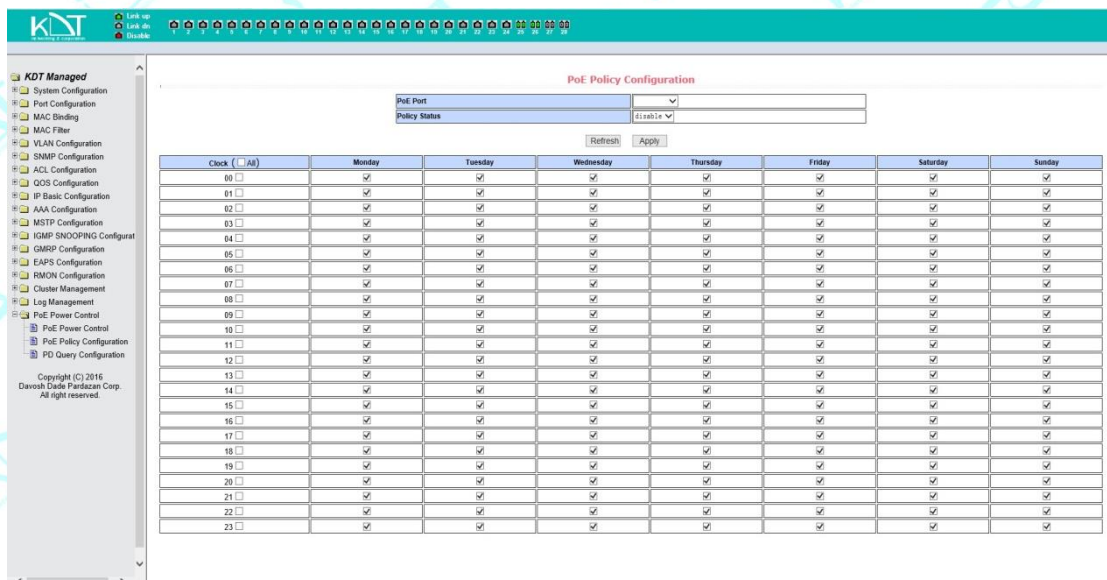 KDT
Link up
Link dn
Disable
1 2 3 4 5 6 7 8 9 10 11 12 13 14 15 16 17 18 19 20 21 22 23 24 25 26 27 28
KDT Managed
System Configuration
Port Configuration
MAC Binding
MAC Filter
VLAN Configuration
SNMP Configuration
ACL Configuration
QOS Configuration
IP Basic Configuration
AAA Configuration
MSTP Configuration
IGMP SNOOPING Configurat
GMRP Configuration
EAPS Configuration
RMON Configuration
Cluster Management
Log Management
PoE Power Control
PoE Power Control
PoE Policy Configuration
PD Query Configuration
Copyright (C) 2016
Davosh Dade Pardazan Corp.
All right reserved.
PoE Policy Configuration
PoE Port
Policy Status disable
Refresh Apply
Clock ( All) Monday Tuesday Wednesday Thursday Friday Saturday Sunday
00
01
02
03
04
05
06
07
08
09
10
11
12
13
14
15
16
17
18
19
20
21
22
23